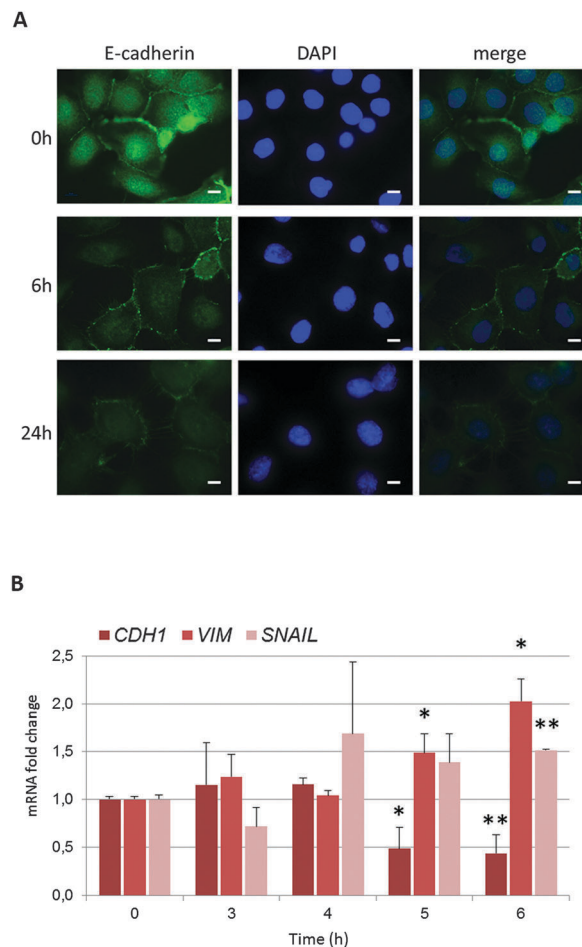 A
E-cadherin DAPI merge
0h
6h
24h
B
CDH1 VIM SNAIL
2,5
2,0
1,5
1,0
0,5
0,0
mRNA fold change
* ** * * **
0 3 4 5 6
Time (h)